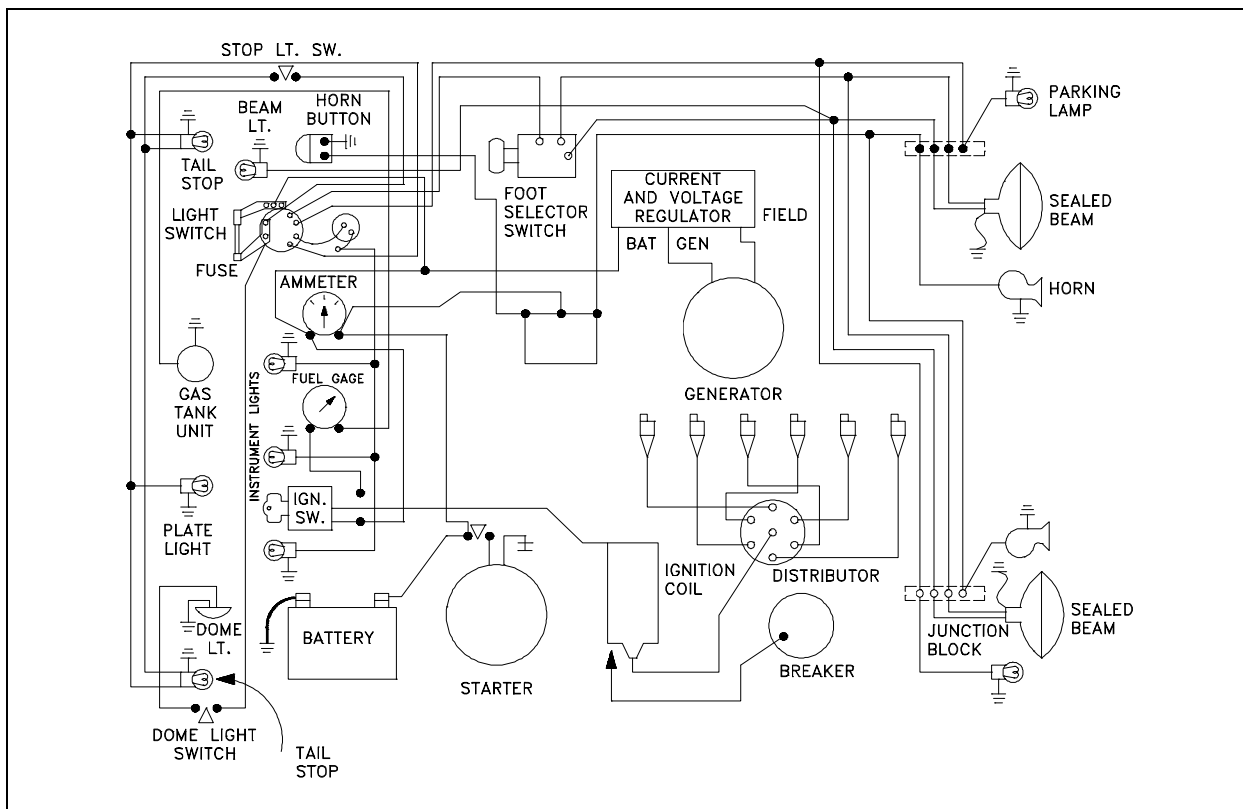 STOP LT. SW.
BEAM
LT.
HORN
BUTTON
PARKING
LAMP
TAIL
STOP
CURRENT
AND VOLTAGE
REGULATOR
FIELD
FOOT
SELECTOR
SWITCH
SEALED
BEAM
LIGHT
SWITCH
BAT
GEN
FUSE
AMMETER
HORN
GAS
TANK
UNIT
INSTRUMENT LIGHTS
FUEL GAGE
GENERATOR
IGN.
SW.
PLATE
LIGHT
IGNITION
COIL
DISTRIBUTOR
DOME
LT.
BATTERY
JUNCTION
BLOCK
SEALED
BEAM
STARTER
BREAKER
DOME LIGHT
SWITCH
TAIL
STOP